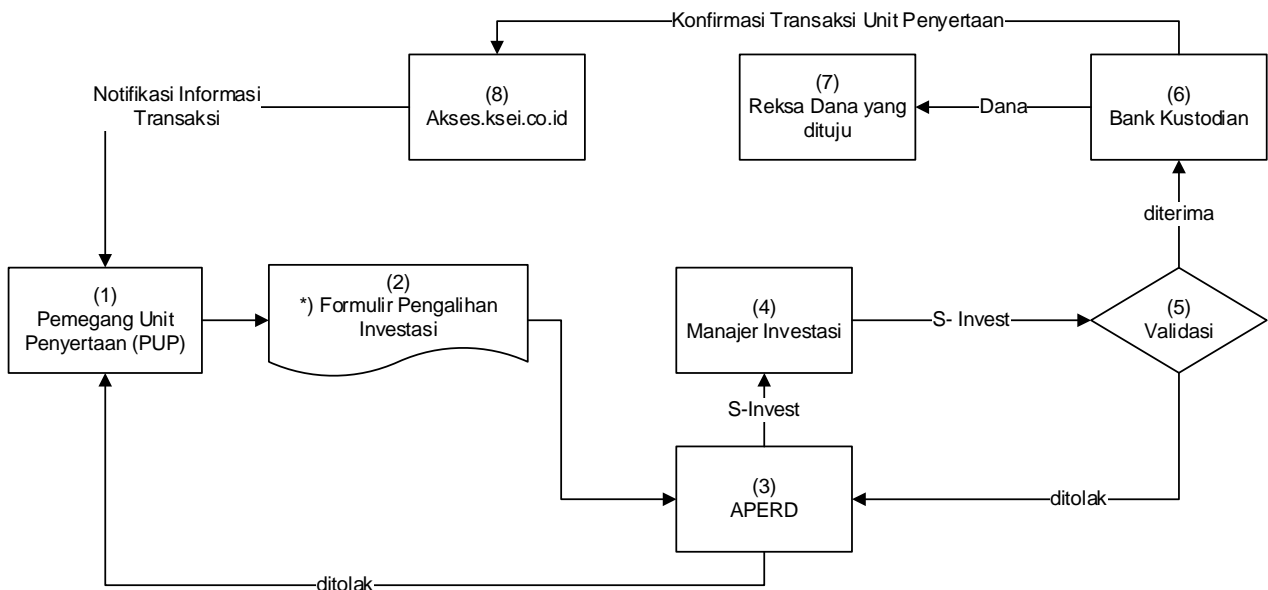 Konfirmasi Transaksi Unit Penyertaan
Notifikasi Informasi
Transaksi
(8)
Akses.ksei.co.id
(7)
Reksa Dana yang
dituju
Dana
(6)
Bank Kustodian
diterima
(1)
Pemegang Unit
Penyertaan (PUP)
(2)
*) Formulir Pengalihan
Investasi
(4)
Manajer Investasi
S- Invest
(5)
Validasi
S-Invest
(3)
APERD
ditolak
ditolak